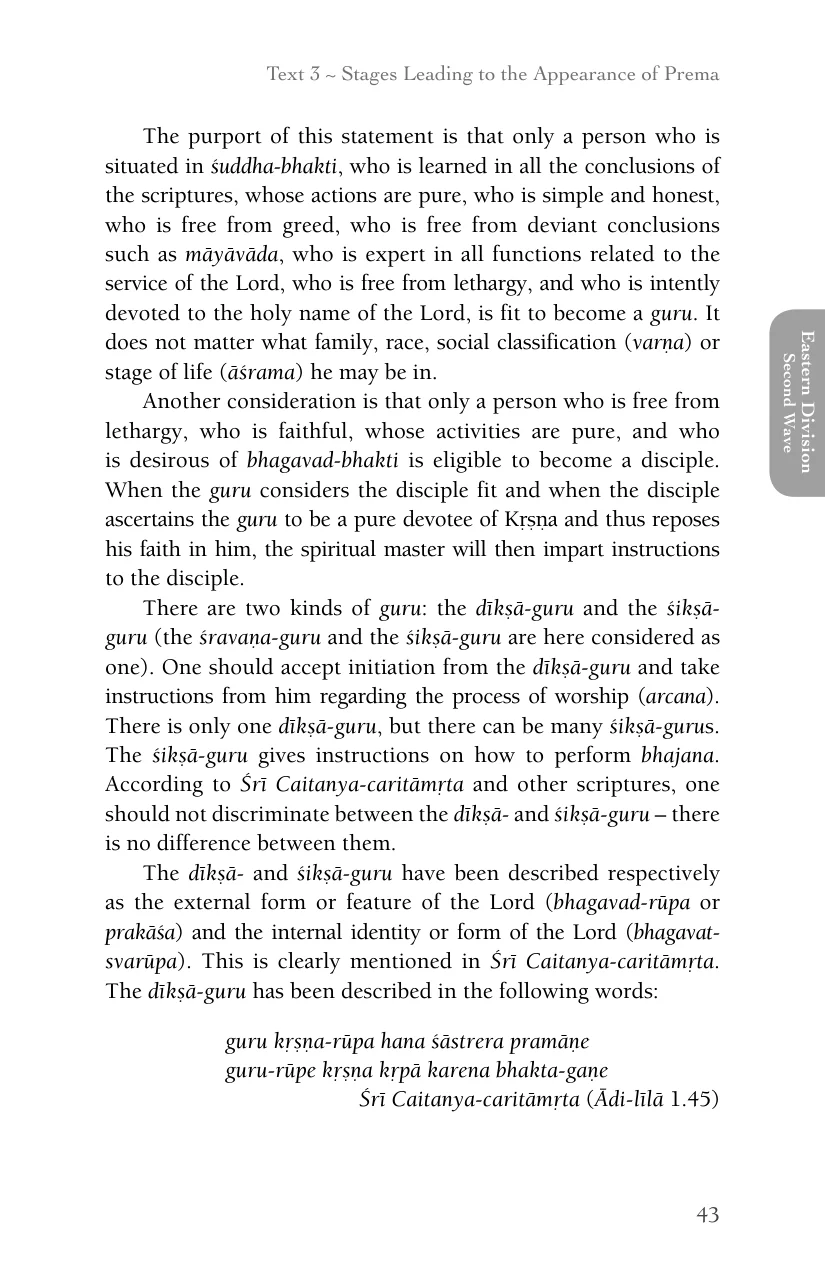 Text 3 ~ Stages Leading to the Appearance of Prema
The purport of this statement is that only a person who is
situated in śuddha-bhakti, who is learned in all the conclusions of
the scriptures, whose actions are pure, who is simple and honest,
who is free from greed, who is free from deviant conclusions
such as māyāvāda, who is expert in all functions related to the
service of the Lord, who is free from lethargy, and who is intently
devoted to the holy name of the Lord, is fit to become a guru. It
does not matter what family, race, social classification (varṇa) or
stage of life (āśrama) he may be in.
Another consideration is that only a person who is free from
lethargy, who is faithful, whose activities are pure, and who
is desirous of bhagavad-bhakti is eligible to become a disciple.
When the guru considers the disciple fit and when the disciple
ascertains the guru to be a pure devotee of Kṛṣṇa and thus reposes
his faith in him, the spiritual master will then impart instructions
to the disciple.
There are two kinds of guru: the dīkṣā-guru and the śikṣā-
guru (the śravaṇa-guru and the śikṣā-guru are here considered as
one). One should accept initiation from the dīkṣā-guru and take
instructions from him regarding the process of worship (arcana).
There is only one dīkṣā-guru, but there can be many śikṣā-gurus.
The śikṣā-guru gives instructions on how to perform bhajana.
According to Śrī Caitanya-caritāmṛta and other scriptures, one
should not discriminate between the dīkṣā- and śikṣā-guru – there
is no difference between them.
The dīkṣā- and śikṣā-guru have been described respectively
as the external form or feature of the Lord (bhagavad-rūpa or
prakāśa) and the internal identity or form of the Lord (bhagavat-
svarūpa). This is clearly mentioned in Śrī Caitanya-caritāmṛta.
The dīkṣā-guru has been described in the following words:
guru kṛṣṇa-rūpa hana śāstrera pramāṇe
guru-rūpe kṛṣṇa kṛpā karena bhakta-gaṇe
Śrī Caitanya-caritāmṛta (Ādi-līlā 1.45)
Eastern Division
Second Wave
43